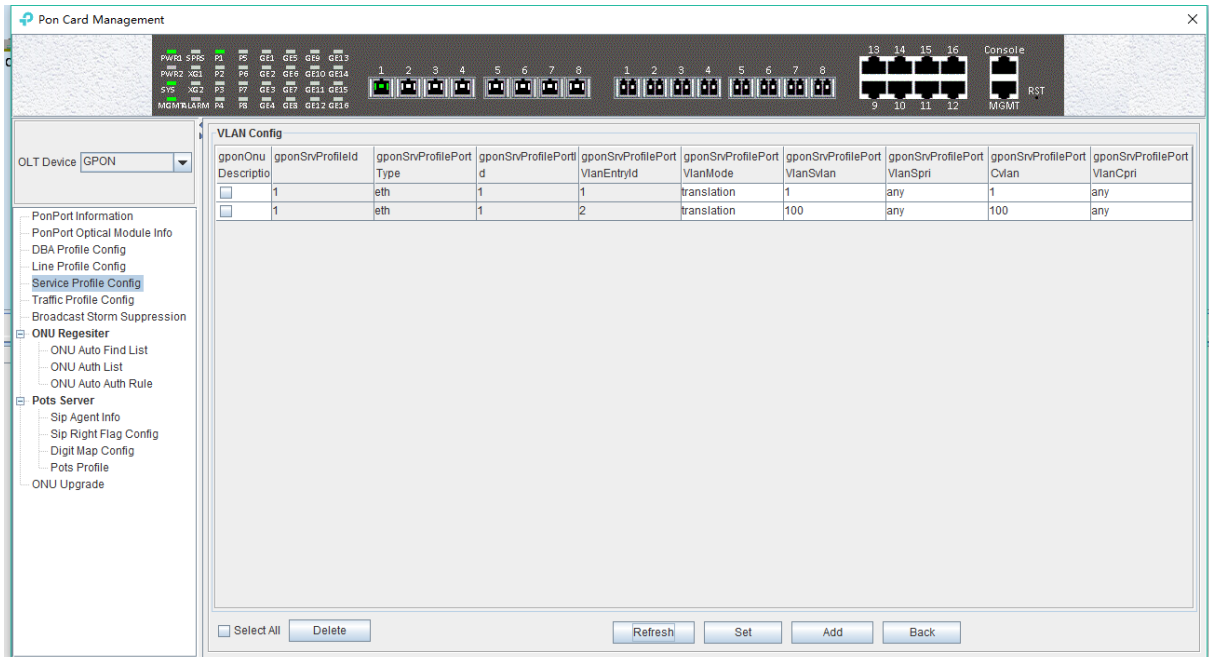 Pon Card Management
PWR1 SPRS P1 P5 GE1 GE5 GE9 GE13
PWR2 XG1 P2 P6 GE2 GE6 GE10 GE14
SYS XG2 P3 P7 GE3 GE7 GE11 GE15
MGMT ALARM P4 P8 GE4 GE8 GE12 GE16
1 2 3 4 5 6 7 8 1 2 3 4 5 6 7 8
13 14 15 16 Console
9 10 11 12 MGMT
RST
OLT Device GPON
PonPort Information
PonPort Optical Module Info
DBA Profile Config
Line Profile Config
Service Profile Config
Traffic Profile Config
Broadcast Storm Suppression
ONU Regesiter
ONU Auto Find List
ONU Auth List
ONU Auto Auth Rule
Pots Server
Sip Agent Info
Sip Right Flag Config
Digit Map Config
Pots Profile
ONU Upgrade
VLAN Config
gponOnu gponSrvProfileId gponSrvProfilePort gponSrvProfilePortI gponSrvProfilePort gponSrvProfilePort gponSrvProfilePort gponSrvProfilePort gponSrvProfilePort gponSrvProfilePort
Descriptio Type d VlanEntryId VlanMode VlanSvlan VlanSpri Cvlan VlanCpri
1 eth 1 1 translation 1 any 1 any
1 eth 1 2 translation 100 any 100 any
Select All Delete Refresh Set Add Back